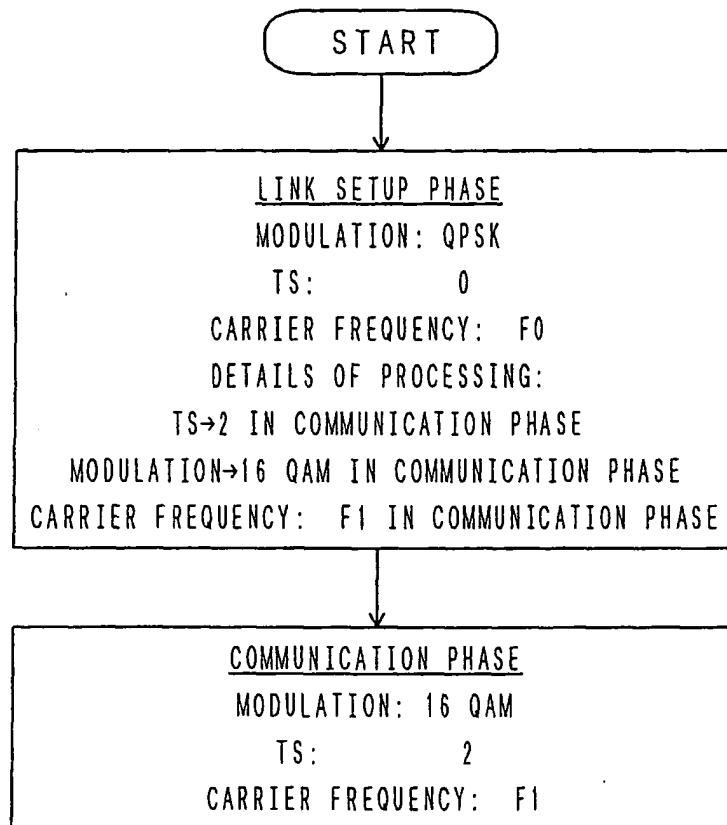 START
LINK SETUP PHASE
MODULATION: QPSK
TS: 0
CARRIER FREQUENCY: F0
DETAILS OF PROCESSING:
TS→2 IN COMMUNICATION PHASE
MODULATION→16 QAM IN COMMUNICATION PHASE
CARRIER FREQUENCY: F1 IN COMMUNICATION PHASE
COMMUNICATION PHASE
MODULATION: 16 QAM
TS: 2
CARRIER FREQUENCY: F1